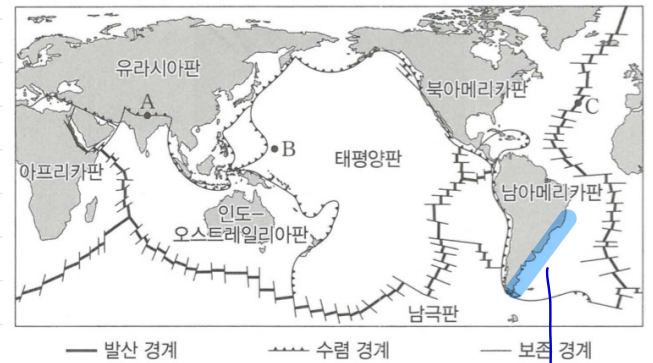 유라시아판
북아메리카판
A
C
B
아프리카판
태평양판
남아메리카판
인도-
오스트레일리아판
남극판
발산 경계 수렴 경계 보존 경계